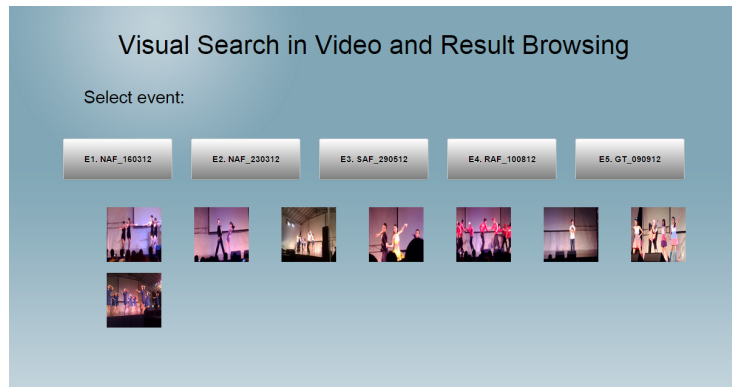 Visual Search in Video and Result Browsing
Select event:
E1. NAF_160312
E2. NAF_230312
E3. SAF_290512
E4. RAF_100812
E5. GT_090912